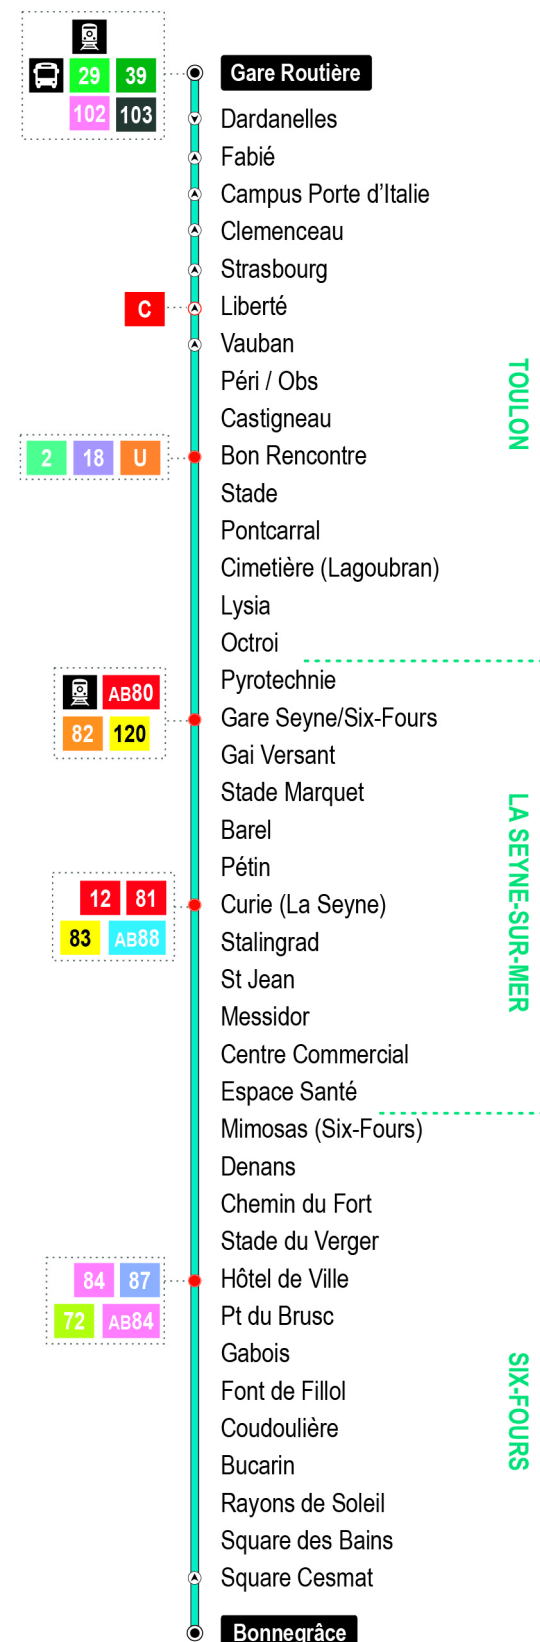 Gare Routière
29 39
102 103
Dardanelles
Fabié
Campus Porte d'Italie
Clemenceau
Strasbourg
C
Liberté
Vauban
Péri / Obs
Castigneau
2 18 U
Bon Rencontre
Stade
Pontcarral
Cimetière (Lagoubran)
Lysia
Octroi
TOULON
Pyrotechnie
AB80
82 120
Gare Seyne/Six-Fours
Gai Versant
Stade Marquet
Barel
Pétin
12 81
83 AB88
Curie (La Seyne)
Stalingrad
St Jean
Messidor
Centre Commercial
Espace Santé
LA SEYNE-SUR-MER
Mimosas (Six-Fours)
Denans
Chemin du Fort
Stade du Verger
84 87
72 AB84
Hôtel de Ville
Pt du Brusc
Gabois
Font de Fillol
Coudoulière
Bucarin
Rayons de Soleil
Square des Bains
Square Cesmat
SIX-FOURS
Bonnegrâce